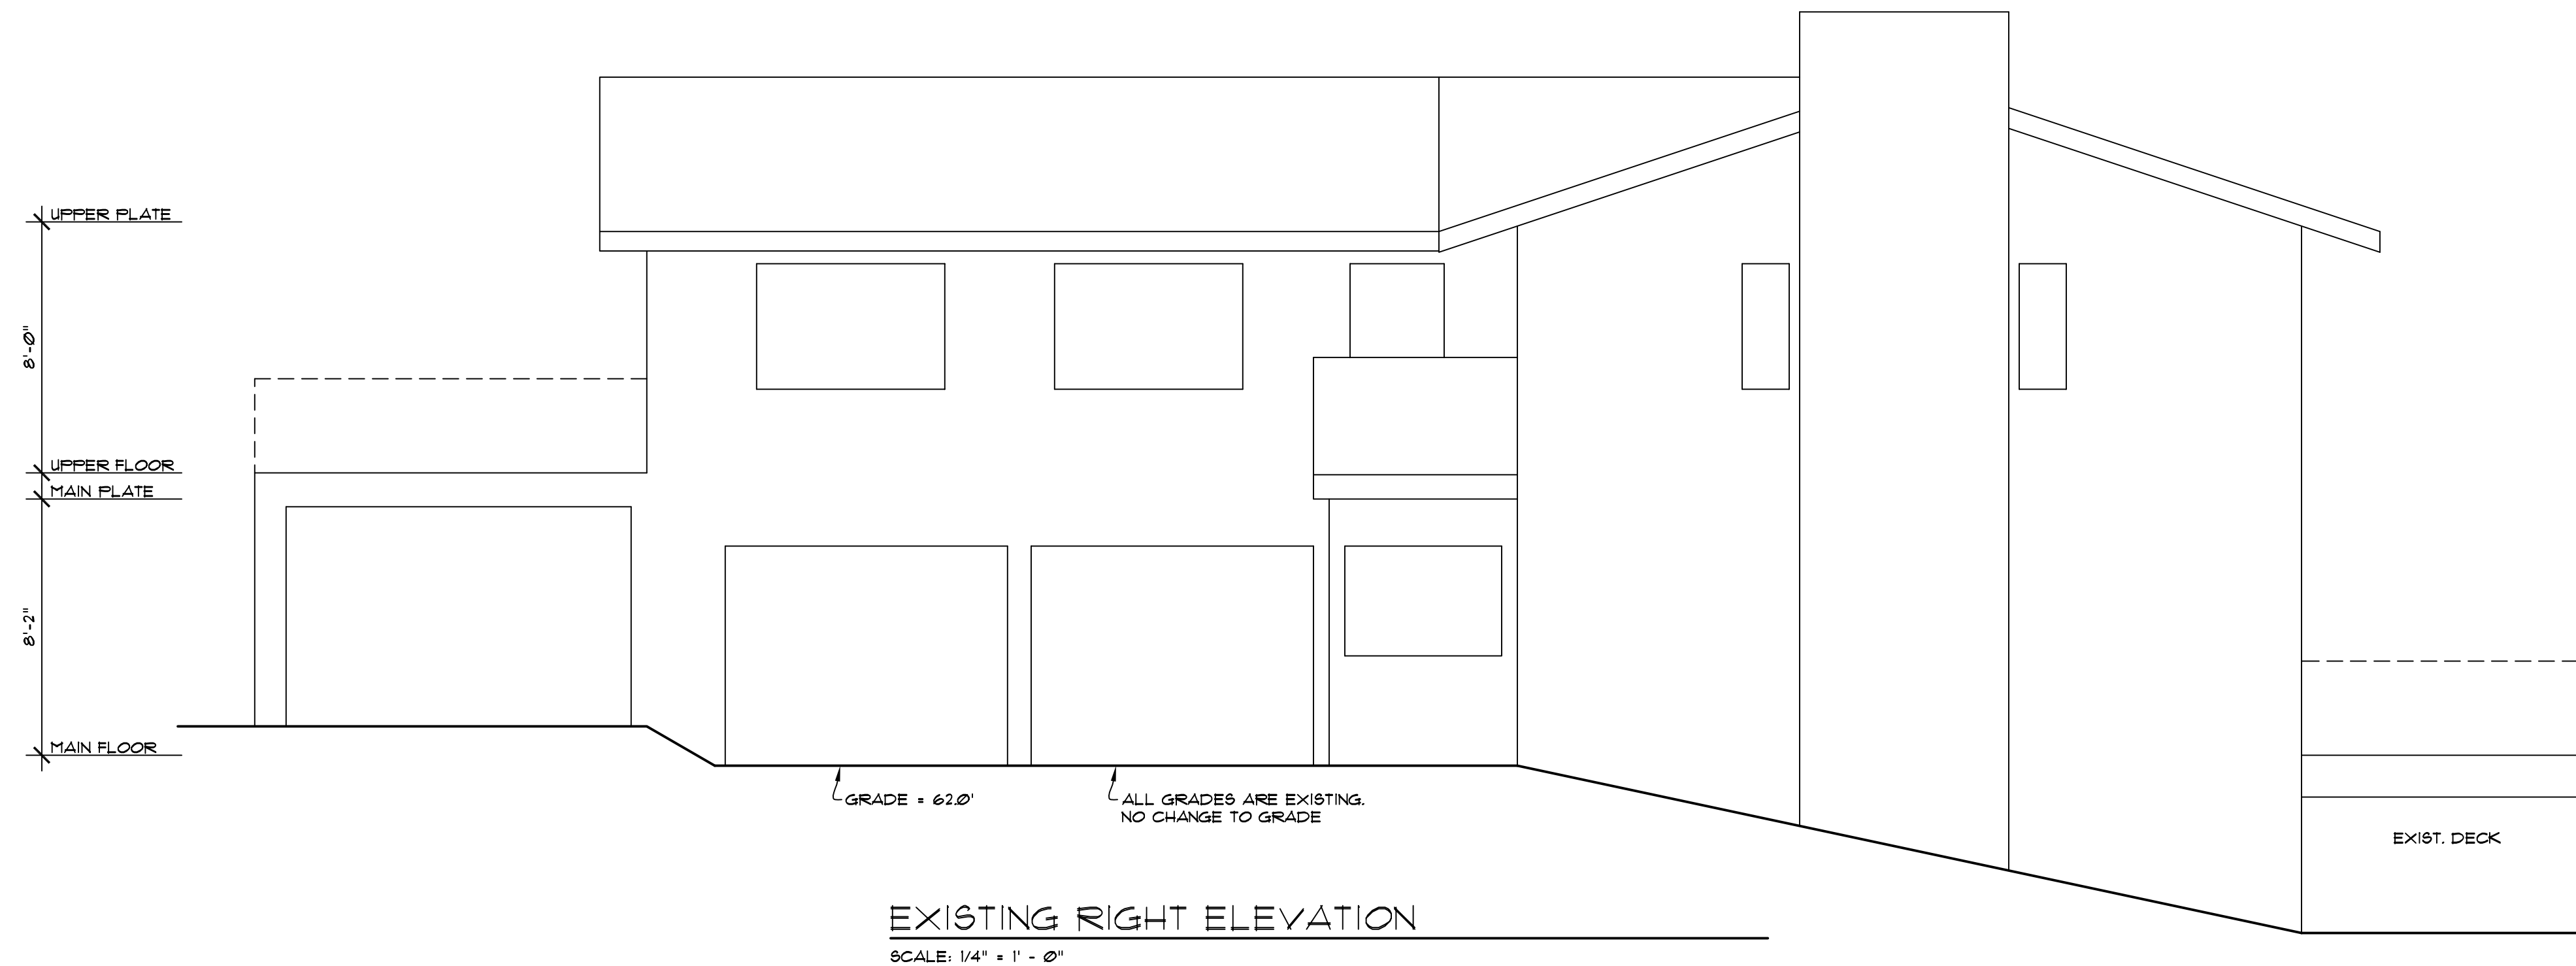 UPPER PLATE
8'-0"
UPPER FLOOR
MAIN PLATE
8'-2"
MAIN FLOOR
GRADE = 62.0'
ALL GRADES ARE EXISTING.
NO CHANGE TO GRADE
EXIST. DECK
EXISTING RIGHT ELEVATION
SCALE: 1/4" = 1' - 0"